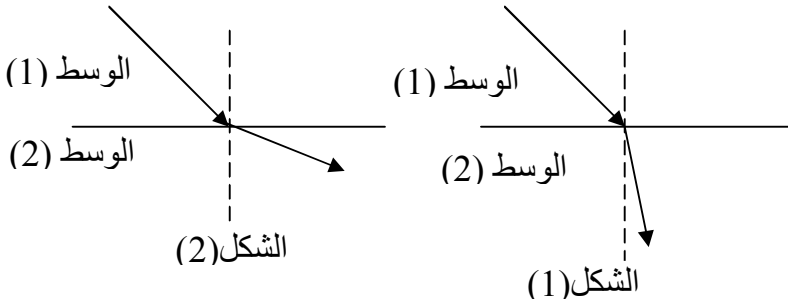 الوسط (1)
الوسط (2)
الشكل(1)
الوسط (1)
الوسط (2)
الشكل(2)